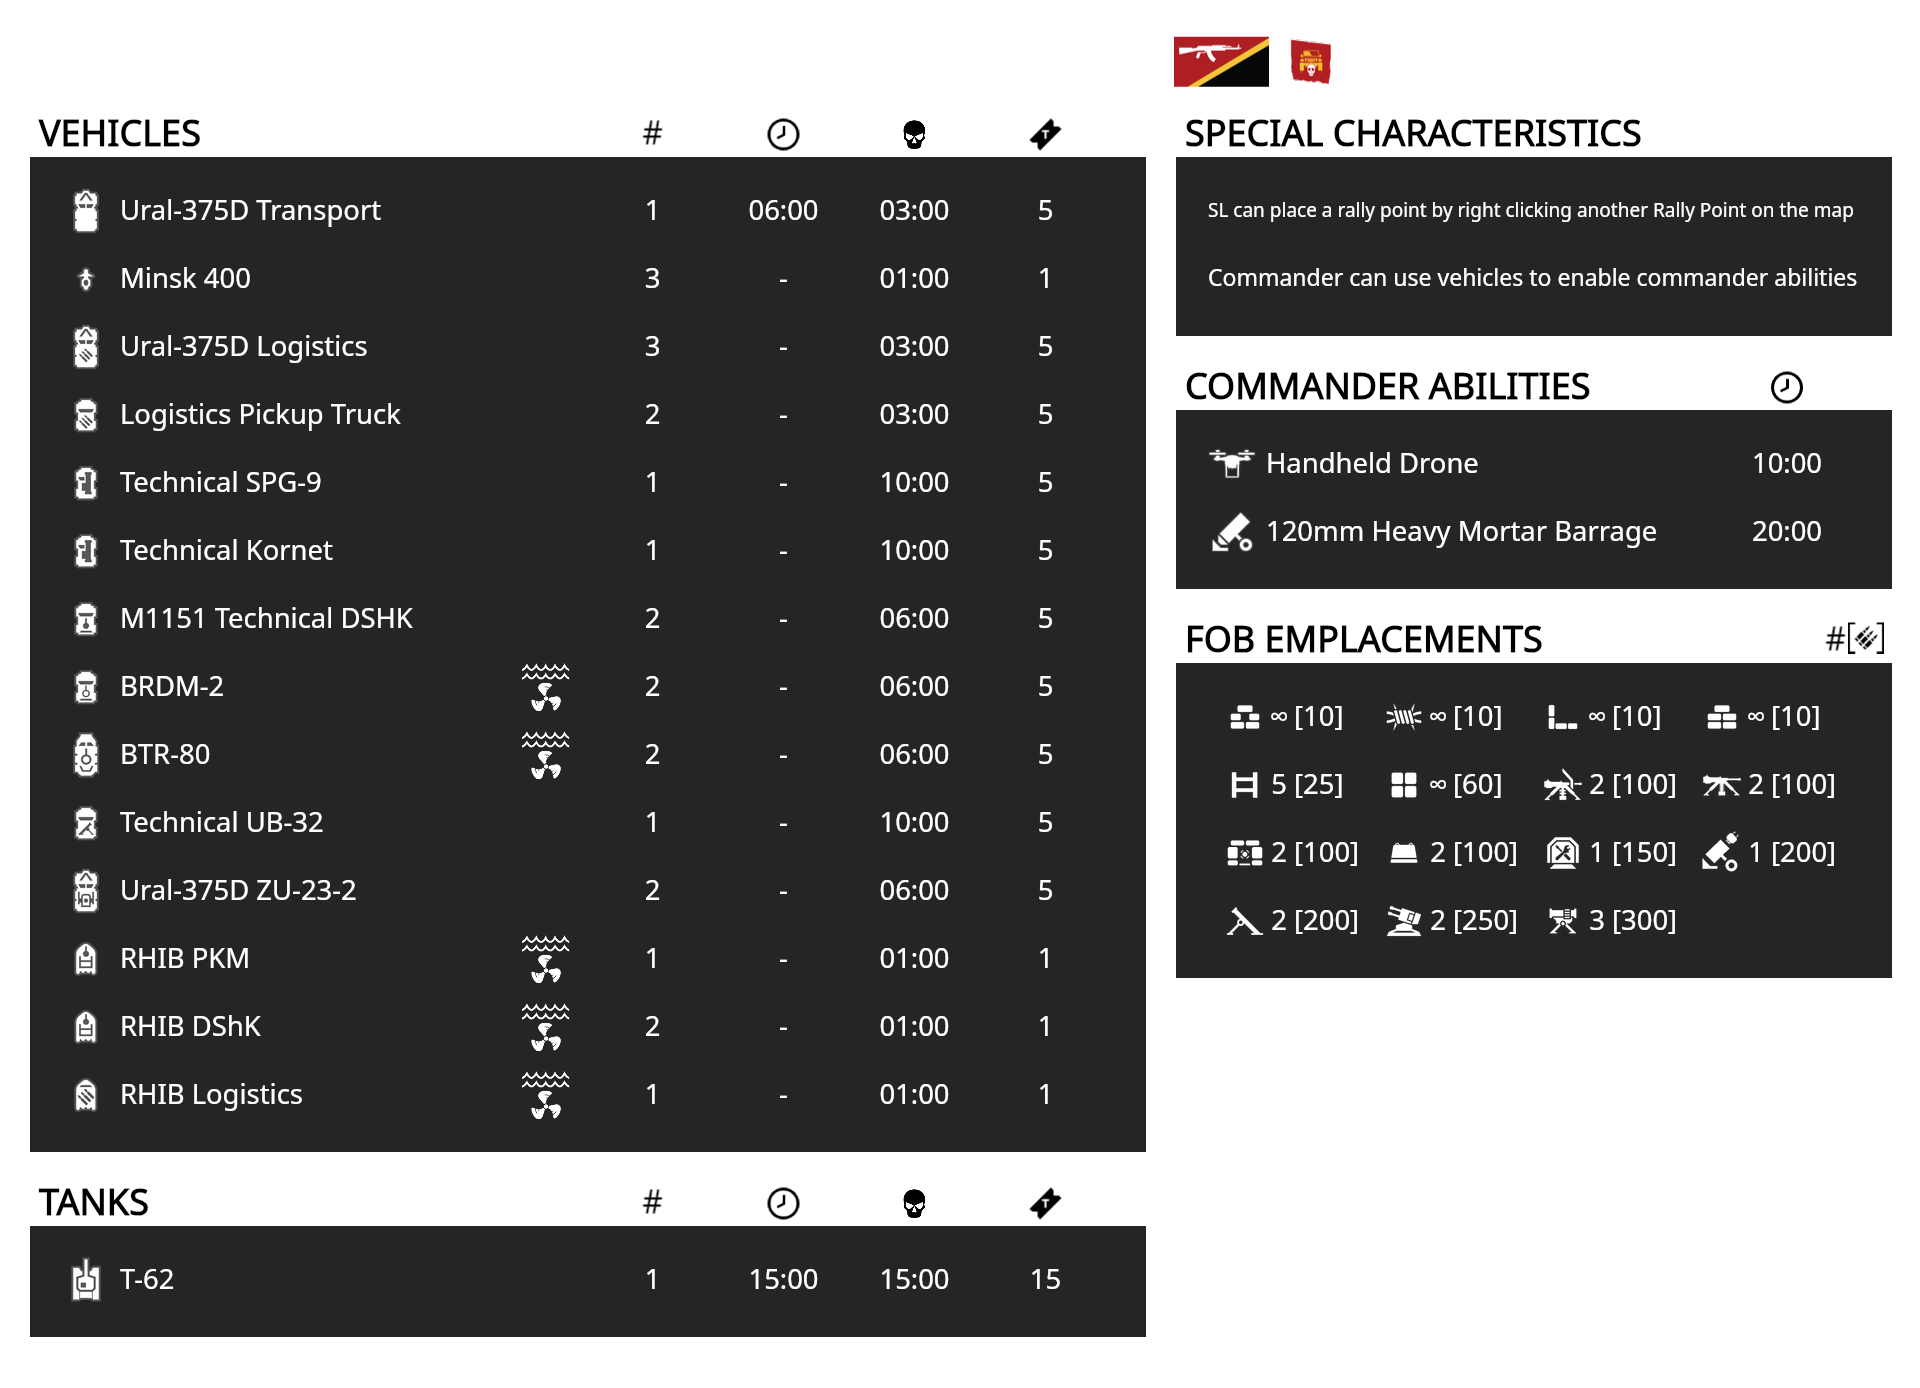 VEHICLES #
Ural-375D Transport 1 06:00 03:00 5
Minsk 400 3 - 01:00 1
Ural-375D Logistics 3 - 03:00 5
Logistics Pickup Truck 2 - 03:00 5
Technical SPG-9 1 - 10:00 5
Technical Kornet 1 - 10:00 5
M1151 Technical DSHK 2 - 06:00 5
BRDM-2 2 - 06:00 5
BTR-80 2 - 06:00 5
Technical UB-32 1 - 10:00 5
Ural-375D ZU-23-2 2 - 06:00 5
RHIB PKM 1 - 01:00 1
RHIB DShK 2 - 01:00 1
RHIB Logistics 1 - 01:00 1
TANKS #
T-62 1 15:00 15:00 15
SPECIAL CHARACTERISTICS
SL can place a rally point by right clicking another Rally Point on the map
Commander can use vehicles to enable commander abilities
COMMANDER ABILITIES
Handheld Drone 10:00
120mm Heavy Mortar Barrage 20:00
FOB EMPLACEMENTS #[]
∞ [10] ∞ [10] ∞ [10] ∞ [10]
5 [25] ∞ [60] 2 [100] 2 [100]
2 [100] 2 [100] 1 [150] 1 [200]
2 [200] 2 [250] 3 [300]